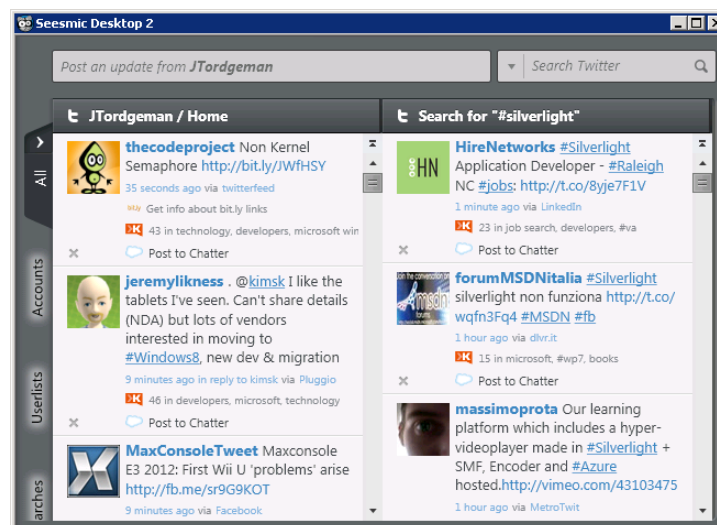 Seesmic Desktop 2
Post an update from JTordgeman
Search Twitter
JTordgeman / Home
thecodeproject Non Kernel
Semaphore http://bit.ly/JWfHSY
35 seconds ago via twitterfeed
bitly Get info about bit.ly links
43 in technology, developers, microsoft win
Post to Chatter
jeremylikness . @kimsk I like the
tablets I've seen. Can't share details
(NDA) but lots of vendors
interested in moving to
#Windows8, new dev & migration
9 minutes ago in reply to kimsk via Pluggio
46 in developers, microsoft, technology
Post to Chatter
MaxConsoleTweet Maxconsole
E3 2012: First Wii U 'problems' arise
http://fb.me/sr9G9KOT
9 minutes ago via Facebook
Search for "#silverlight"
HN
HireNetworks #Silverlight
Application Developer - #Raleigh
NC #jobs: http://t.co/8yje7F1V
1 minute ago via LinkedIn
23 in job search, developers, #va
Post to Chatter
Join the conversation on
msdn
forums
forumMSDNitalia #Silverlight
silverlight non funziona http://t.co/
wqfn3Fq4 #MSDN #fb
1 hour ago via dlvr.it
15 in microsoft, #wp7, books
Post to Chatter
massimoprota Our learning
platform which includes a hyper-
videoplayer made in #Silverlight +
SMF, Encoder and #Azure
hosted.http://vimeo.com/43103475
1 hour ago via MetroTwit
All
Accounts
Userlists
arches